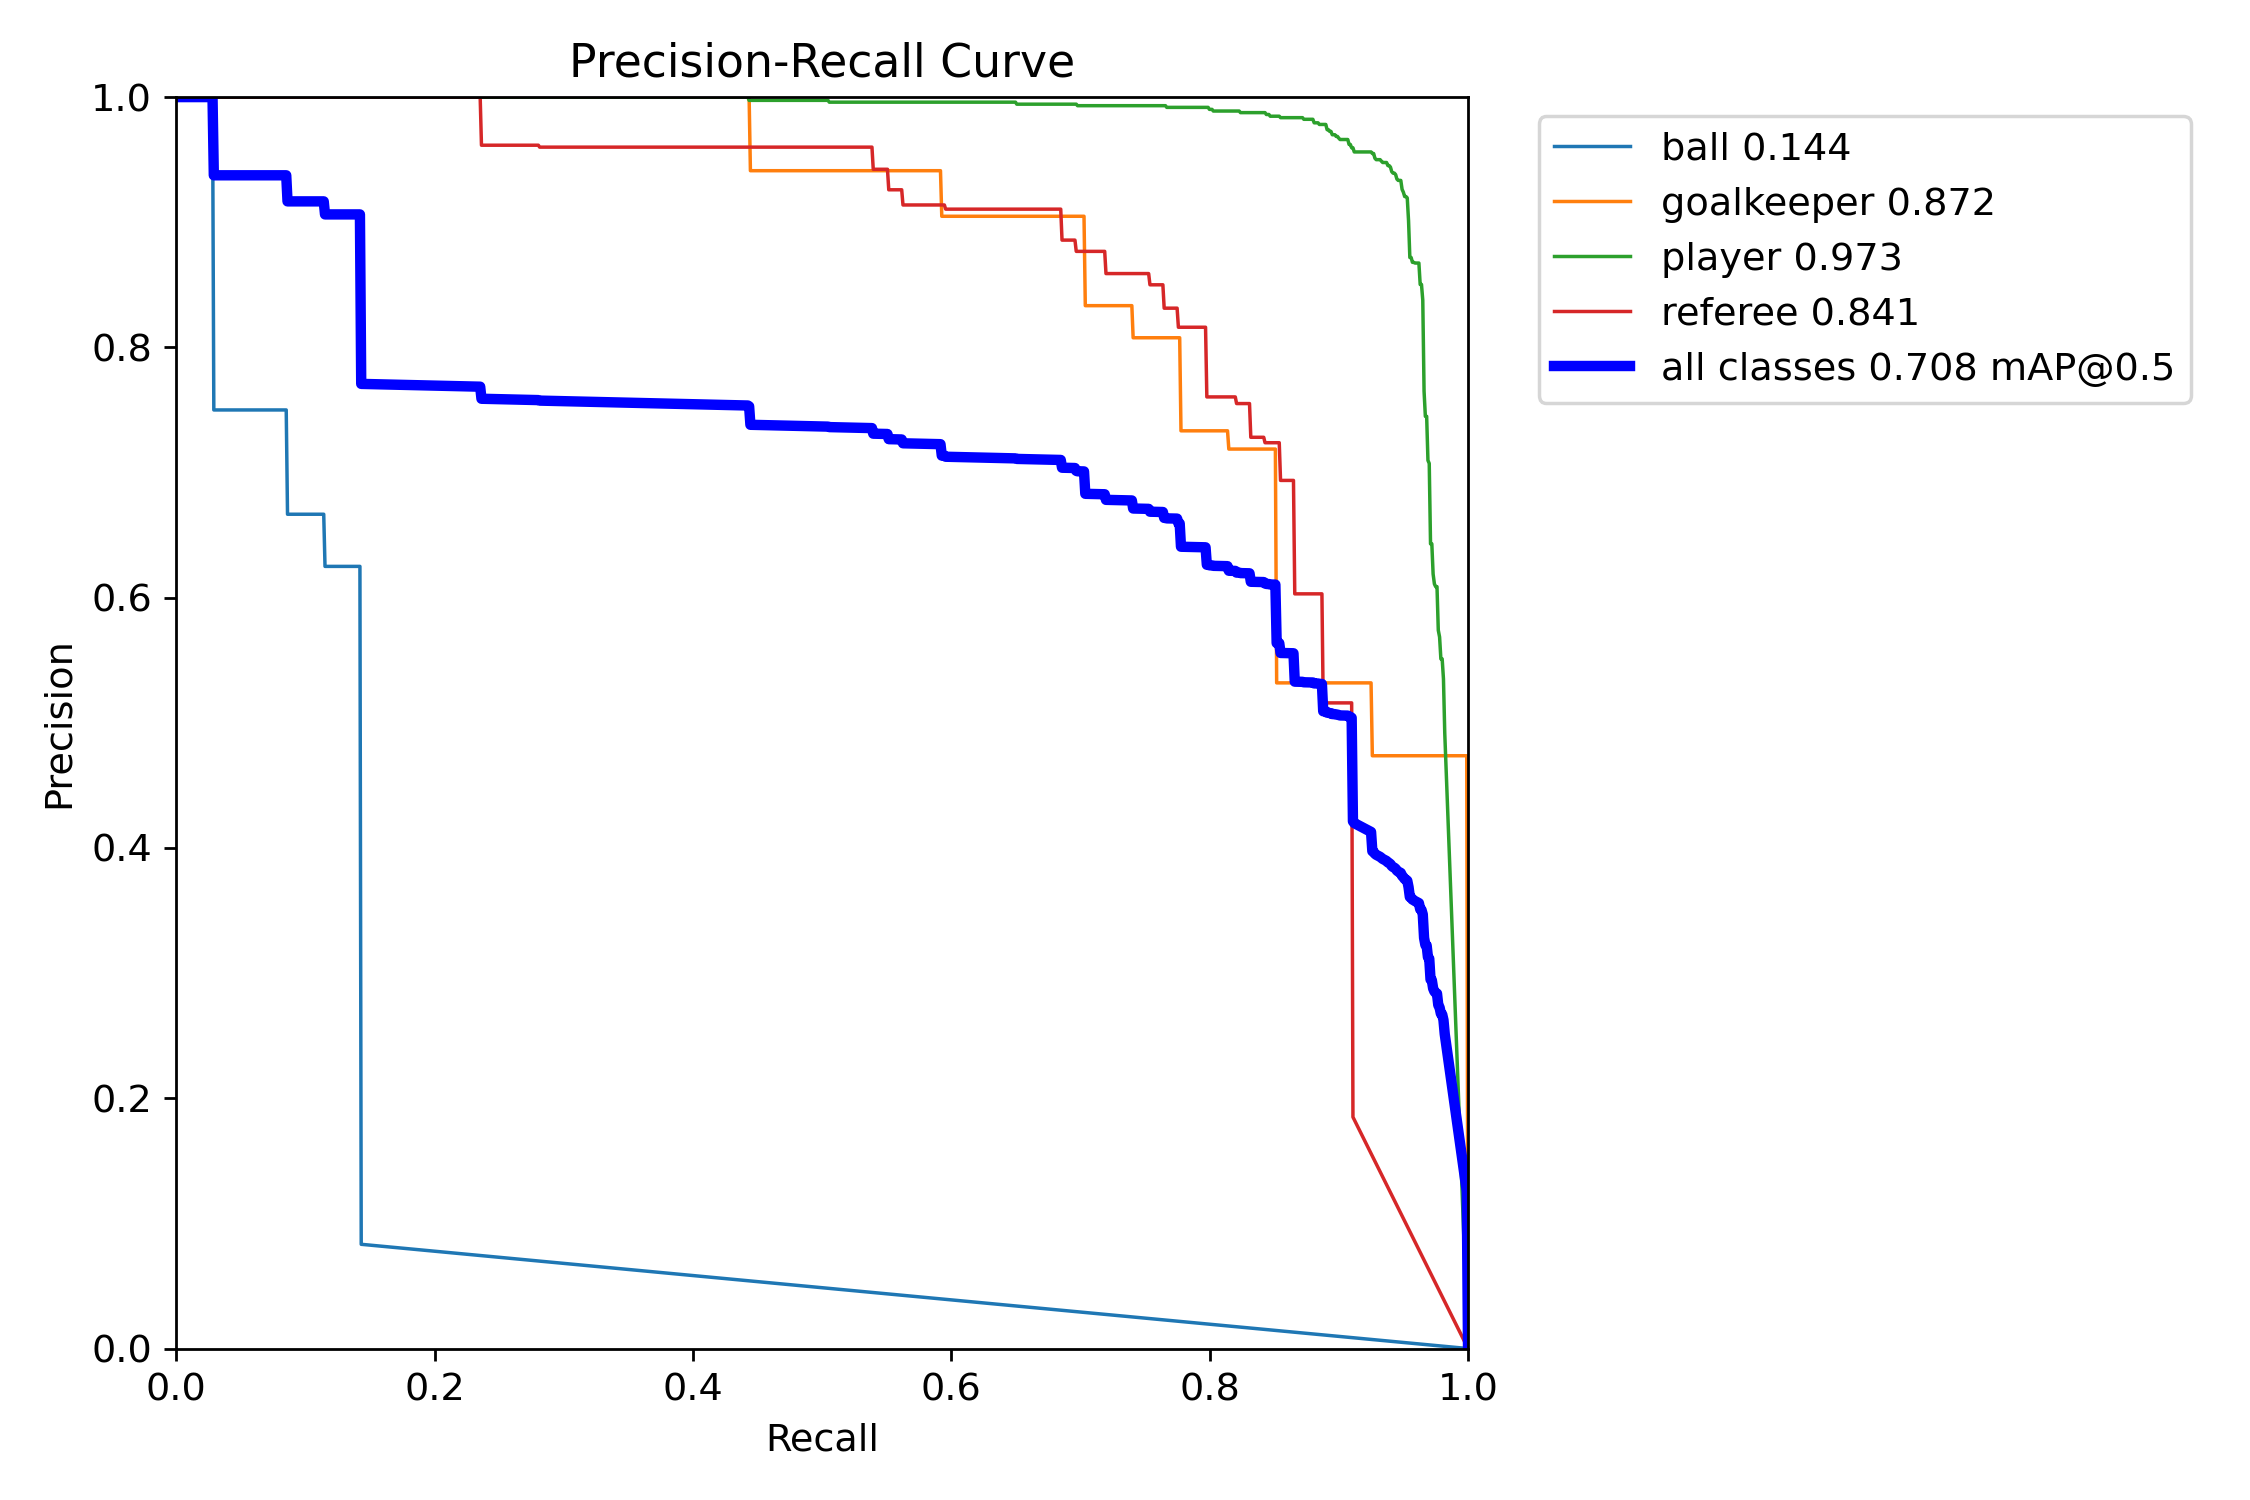 Precision-Recall Curve
1.0
0.8
0.6
0.4
0.2
0.0
Precision
0.0 0.2 0.4 0.6 0.8 1.0
Recall
ball 0.144
goalkeeper 0.872
player 0.973
referee 0.841
all classes 0.708 mAP@0.5